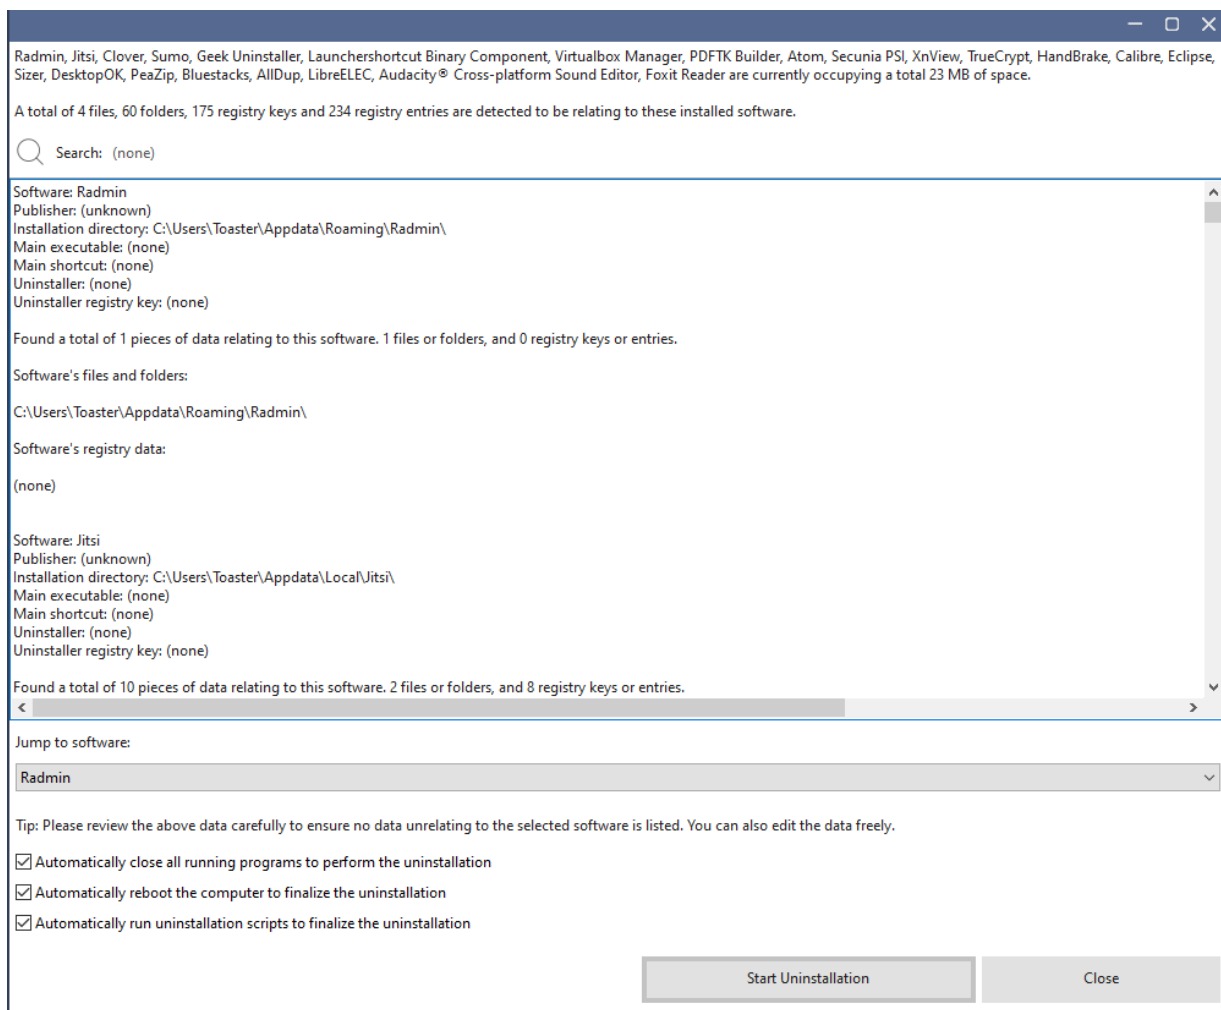 Radmin, Jitsi, Clover, Sumo, Geek Uninstaller, Launchershortcut Binary Component, Virtualbox Manager, PDFTK Builder, Atom, Secunia PSI, XnView, TrueCrypt, HandBrake, Calibre, Eclipse,
Sizer, DesktopOK, PeaZip, Bluestacks, AllDup, LibreELEC, Audacity® Cross-platform Sound Editor, Foxit Reader are currently occupying a total 23 MB of space.
A total of 4 files, 60 folders, 175 registry keys and 234 registry entries are detected to be relating to these installed software.
Search: (none)
Software: Radmin
Publisher: (unknown)
Installation directory: C:\Users\Toaster\Appdata\Roaming\Radmin\
Main executable: (none)
Main shortcut: (none)
Uninstaller: (none)
Uninstaller registry key: (none)
Found a total of 1 pieces of data relating to this software. 1 files or folders, and 0 registry keys or entries.
Software's files and folders:
C:\Users\Toaster\Appdata\Roaming\Radmin\
Software's registry data:
(none)
Software: Jitsi
Publisher: (unknown)
Installation directory: C:\Users\Toaster\Appdata\Local\Jitsi\
Main executable: (none)
Main shortcut: (none)
Uninstaller: (none)
Uninstaller registry key: (none)
Found a total of 10 pieces of data relating to this software. 2 files or folders, and 8 registry keys or entries.
Jump to software:
Radmin
Tip: Please review the above data carefully to ensure no data unrelating to the selected software is listed. You can also edit the data freely.
Automatically close all running programs to perform the uninstallation
Automatically reboot the computer to finalize the uninstallation
Automatically run uninstallation scripts to finalize the uninstallation
Start Uninstallation
Close